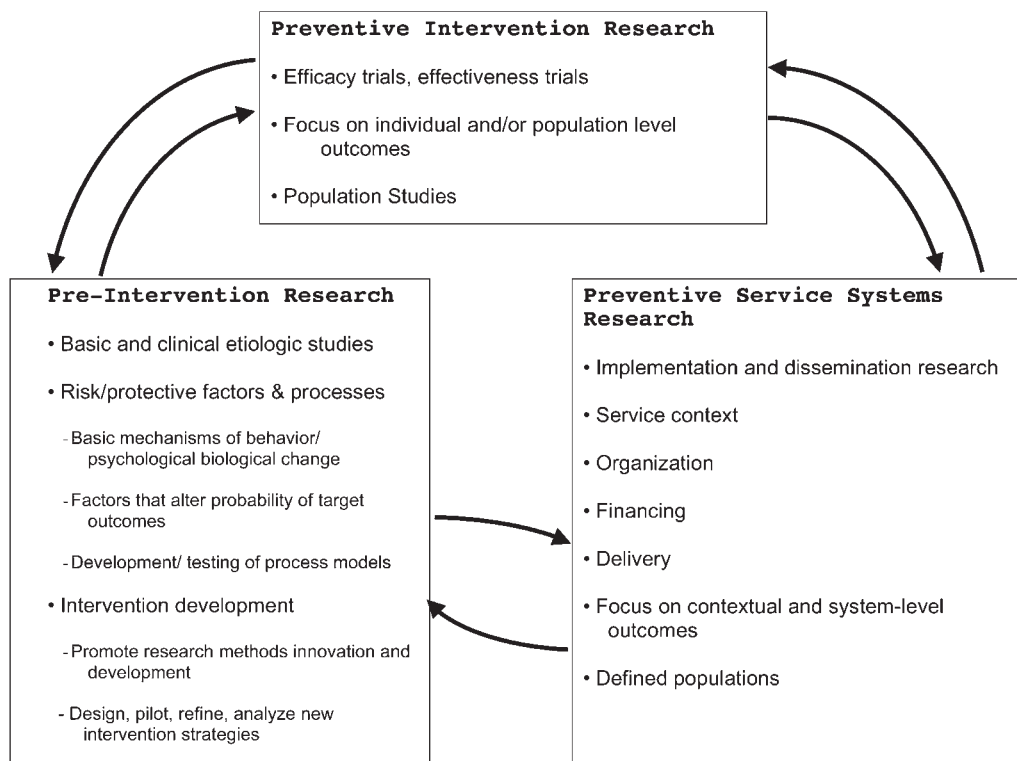 Preventive Intervention Research
• Efficacy trials, effectiveness trials
• Focus on individual and/or population level
outcomes
• Population Studies
Pre-Intervention Research
• Basic and clinical etiologic studies
• Risk/protective factors & processes
- Basic mechanisms of behavior/
psychological biological change
- Factors that alter probability of target
outcomes
- Development/ testing of process models
• Intervention development
- Promote research methods innovation and
development
- Design, pilot, refine, analyze new
intervention strategies
Preventive Service Systems
Research
• Implementation and dissemination research
• Service context
• Organization
• Financing
• Delivery
• Focus on contextual and system-level
outcomes
• Defined populations